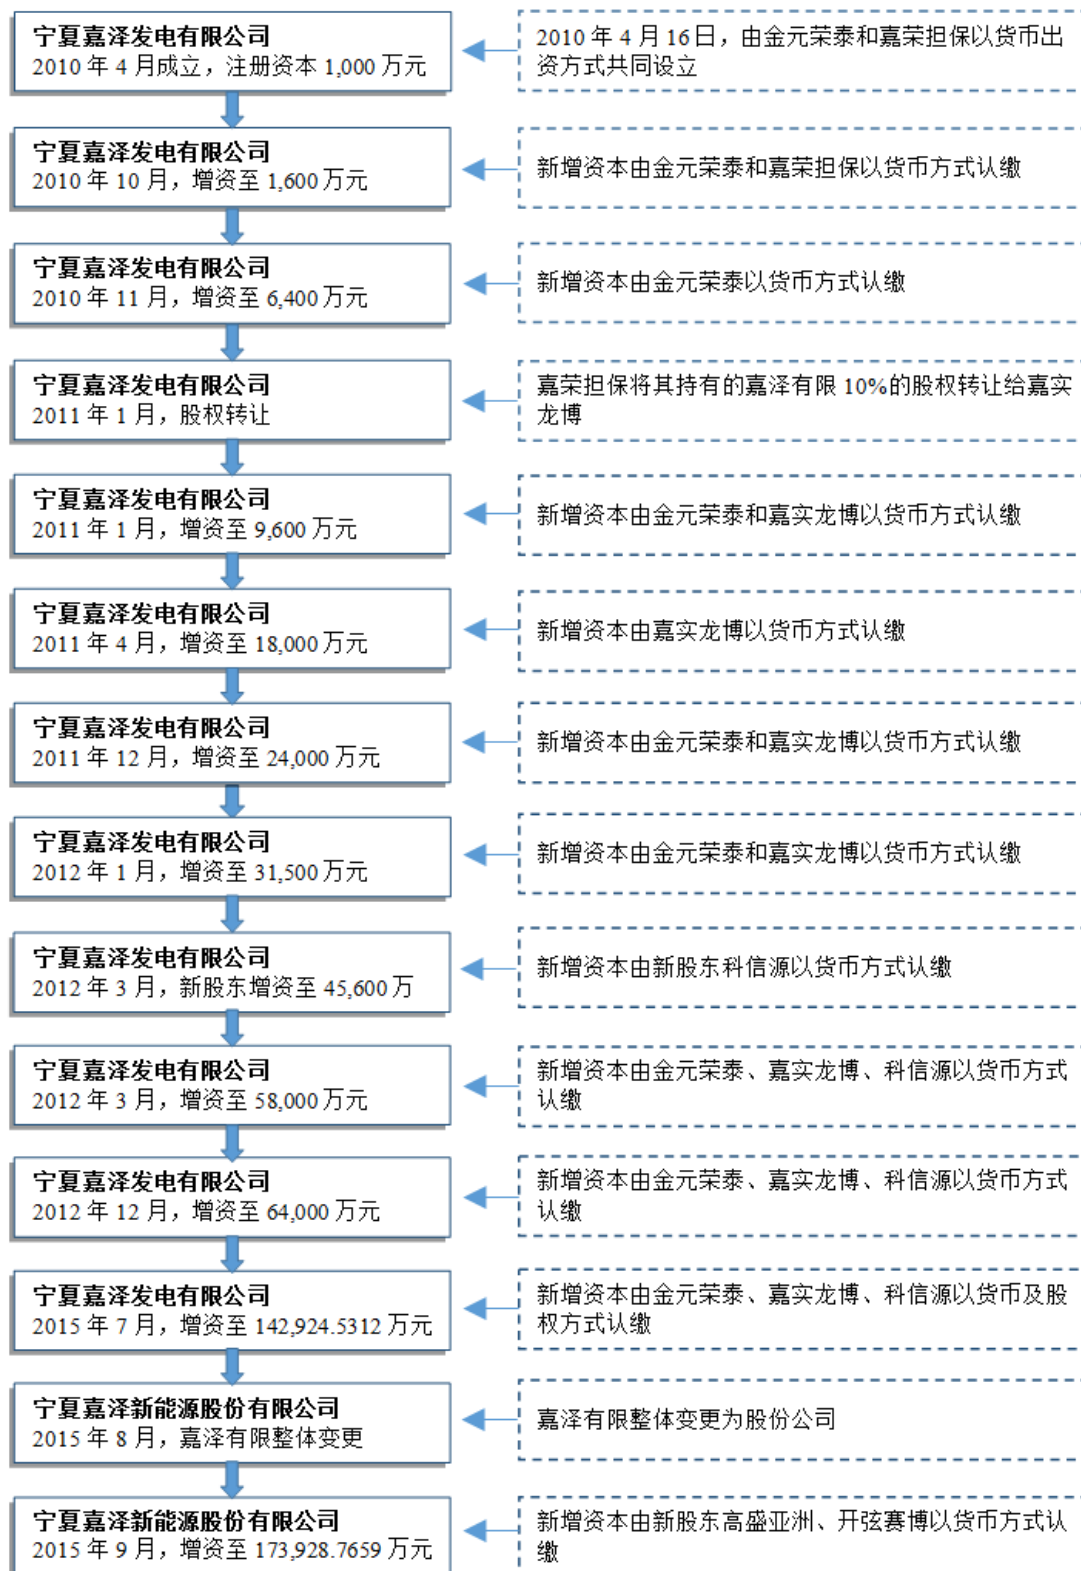 宁夏嘉泽发电有限公司
2010 年 4 月成立，注册资本 1,000 万元
2010 年 4 月 16 日，由金元荣泰和嘉荣担保以货币出
资方式共同设立
宁夏嘉泽发电有限公司
2010 年 10 月，增资至 1,600 万元
新增资本由金元荣泰和嘉荣担保以货币方式认缴
宁夏嘉泽发电有限公司
2010 年 11 月，增资至 6,400 万元
新增资本由金元荣泰以货币方式认缴
宁夏嘉泽发电有限公司
2011 年 1 月，股权转让
嘉荣担保将其持有的嘉泽有限 10%的股权转让给嘉实
龙博
宁夏嘉泽发电有限公司
2011 年 1 月，增资至 9,600 万元
新增资本由金元荣泰和嘉实龙博以货币方式认缴
宁夏嘉泽发电有限公司
2011 年 4 月，增资至 18,000 万元
新增资本由嘉实龙博以货币方式认缴
宁夏嘉泽发电有限公司
2011 年 12 月，增资至 24,000 万元
新增资本由金元荣泰和嘉实龙博以货币方式认缴
宁夏嘉泽发电有限公司
2012 年 1 月，增资至 31,500 万元
新增资本由金元荣泰和嘉实龙博以货币方式认缴
宁夏嘉泽发电有限公司
2012 年 3 月，新股东增资至 45,600 万
新增资本由新股东科信源以货币方式认缴
宁夏嘉泽发电有限公司
2012 年 3 月，增资至 58,000 万元
新增资本由金元荣泰、嘉实龙博、科信源以货币方式
认缴
宁夏嘉泽发电有限公司
2012 年 12 月，增资至 64,000 万元
新增资本由金元荣泰、嘉实龙博、科信源以货币方式
认缴
宁夏嘉泽发电有限公司
2015 年 7 月，增资至 142,924.5312 万元
新增资本由金元荣泰、嘉实龙博、科信源以货币及股
权方式认缴
宁夏嘉泽新能源股份有限公司
2015 年 8 月，嘉泽有限整体变更
嘉泽有限整体变更为股份公司
宁夏嘉泽新能源股份有限公司
2015 年 9 月，增资至 173,928.7659 万元
新增资本由新股东高盛亚洲、开弦赛博以货币方式认
缴